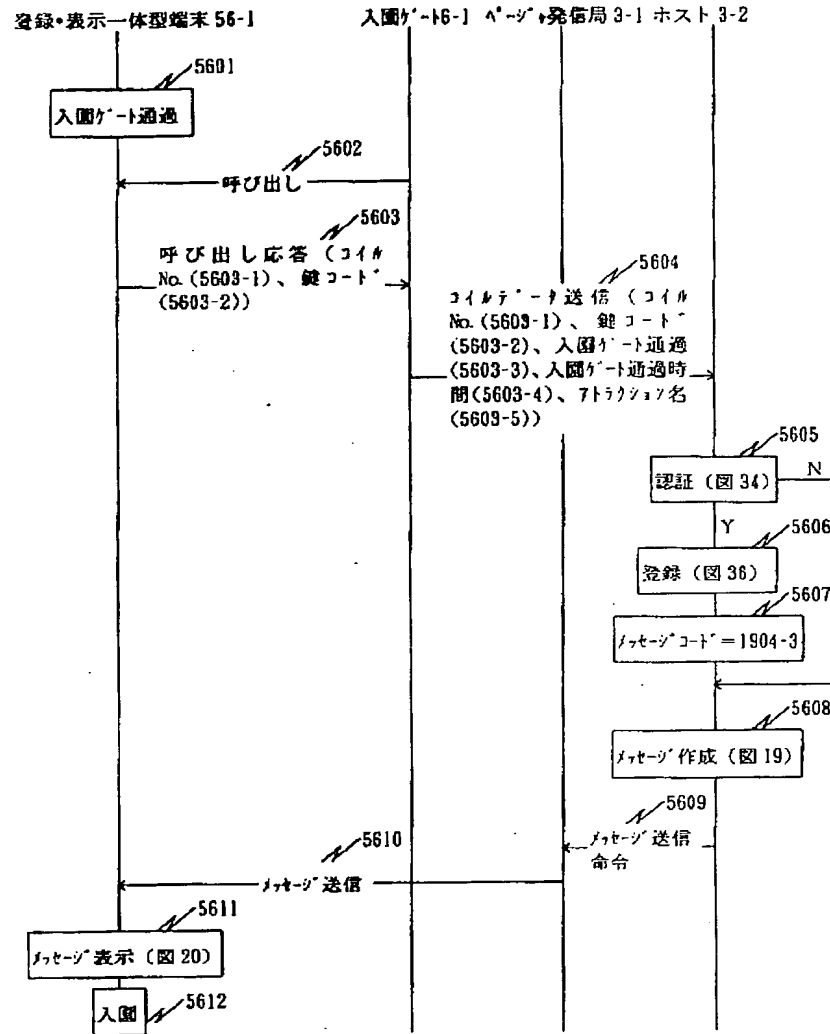 登録・表示一体型端末 56-1
入園ゲート6-1 ページャ発信局 3-1 ホスト 3-2
5601
入園ゲート通過
5602
呼び出し
5603
呼び出し応答（コイル
No.(5603-1)、鍵コード
(5603-2)）
5604
コイルデータ送信（コイル
No.(5603-1)、鍵コード
(5603-2)、入園ゲート通過
(5603-3)、入園ゲート通過時
間(5603-4)、アトラクション名
(5603-5)）
5605
認証（図 34）
N
Y
5606
登録（図 36）
5607
メッセージコード＝1904-3
5608
メッセージ作成（図 19）
5609
メッセージ送信
命令
5610
メッセージ送信
5611
メッセージ表示（図 20）
入園
5612